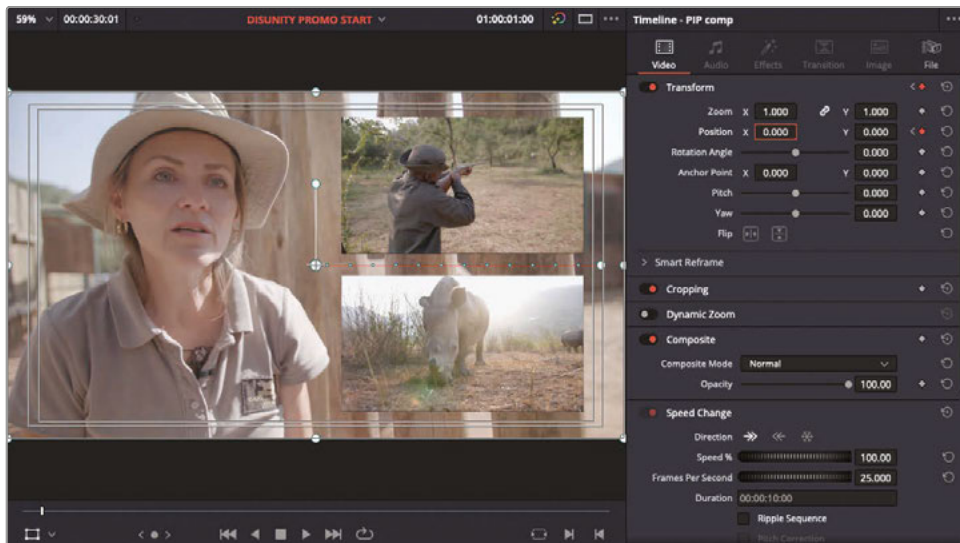 59% 00:00:30:01 DISUNITY PROMO START 01:00:01:00 Timeline - PIP comp
Video Audio Effects Transition Image File
Transform
Zoom X 1.000 Y 1.000
Position X 0.000 Y 0.000
Rotation Angle 0.000
Anchor Point X 0.000 Y 0.000
Pitch 0.000
Yaw 0.000
Flip
Smart Reframe
Cropping
Dynamic Zoom
Composite
Composite Mode Normal
Opacity 100.00
Speed Change
Direction
Speed % 100.00
Frames Per Second 25.000
Duration 00:00:10:00
Ripple Sequence
Pitch Correction